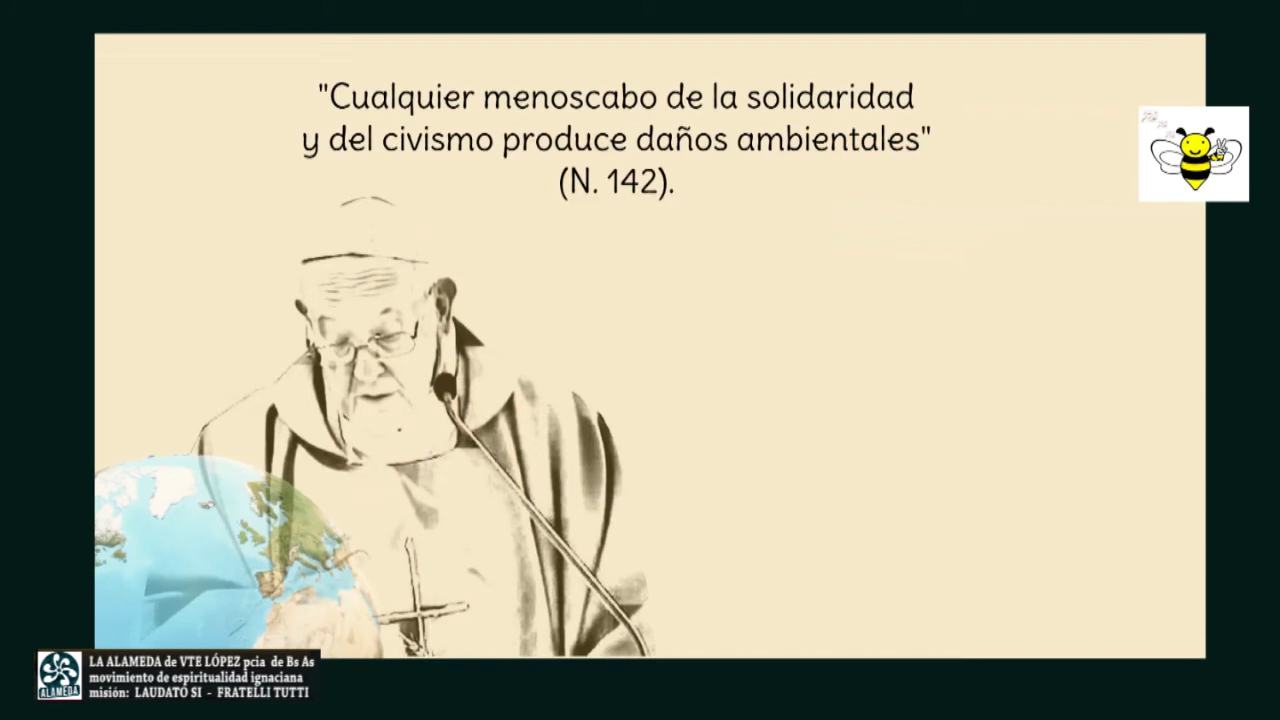 "Cualquier menoscabo de la solidaridad
y del civismo produce daños ambientales"
(N. 142).
LA ALAMEDA de VTE LÓPEZ pcia de Bs As
movimiento de espiritualidad ignaciana
misión: LAUDATO SI - FRATELLI TUTTI
ALAMEDA